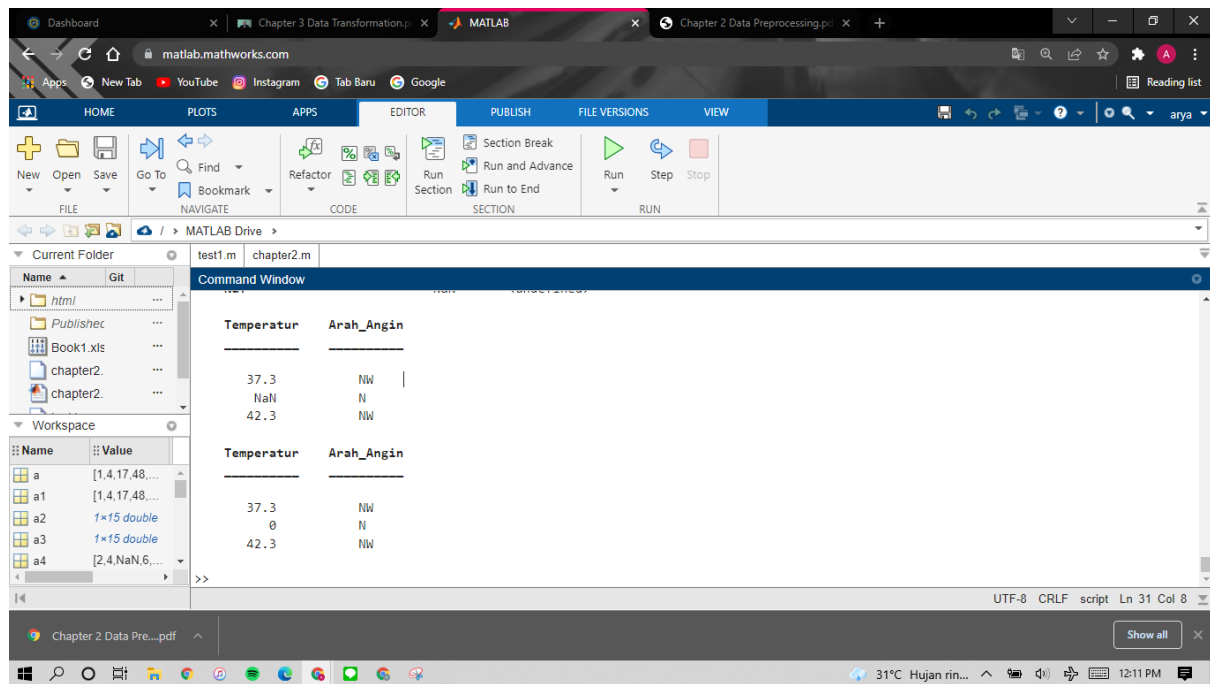 Dashboard
Chapter 3 Data Transformation.p
MATLAB
Chapter 2 Data Preprocessing.pd
matlab.mathworks.com
A
Apps
New Tab
YouTube
Instagram
Tab Baru
Google
Reading list
HOME
PLOTS
APPS
EDITOR
PUBLISH
FILE VERSIONS
VIEW
arya
New
Open
Save
Go To
Find
Bookmark
Refactor
Run Section
Section Break
Run and Advance
Run to End
Run
Step
Stop
FILE
NAVIGATE
CODE
SECTION
RUN
/ > MATLAB Drive >
Current Folder
test1.m
chapter2.m
Name
Git
Command Window
html
Published
Book1.xls
chapter2.
chapter2.
NaN <undefined>
Temperatur Arah_Angin
37.3 NW
NaN N
42.3 NW
Temperatur Arah_Angin
37.3 NW
0 N
42.3 NW
>>
Workspace
Name Value
a [1,4,17,48,...
a1 [1,4,17,48,...
a2 1×15 double
a3 1×15 double
a4 [2,4,NaN,6,...
UTF-8 CRLF script Ln 31 Col 8
Chapter 2 Data Pre....pdf
Show all
31°C Hujan rin...
12:11 PM